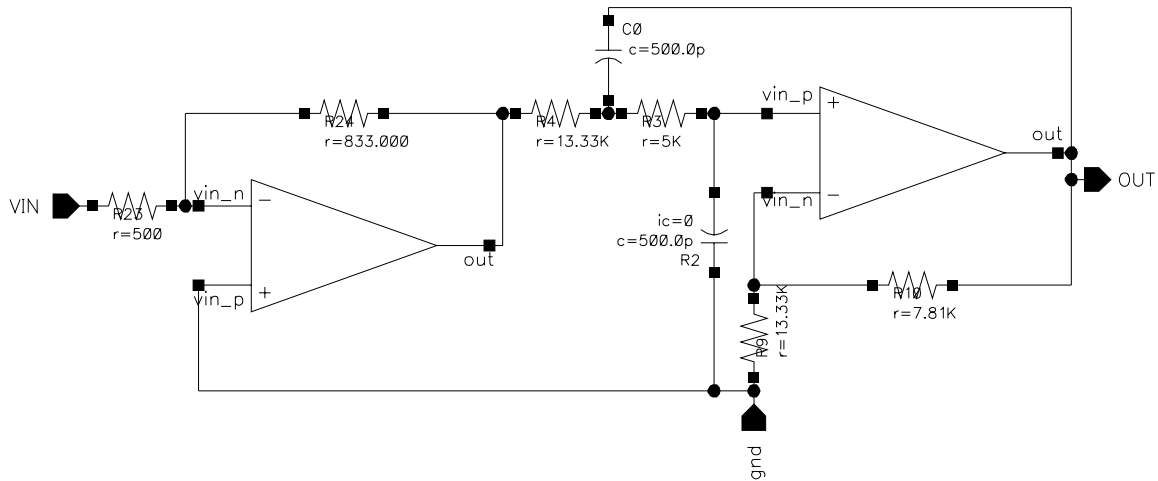 C0
c=500.0p
vin_p
+
R24
r=833.000
R4
r=13.33K
R3
r=5K
out
OUT
VIN
R23
r=500
vin_n
−
vin_n
−
ic=0
c=500.0p
R2
out
vin_p
+
R9
r=13.33K
R10
r=7.81K
gnd